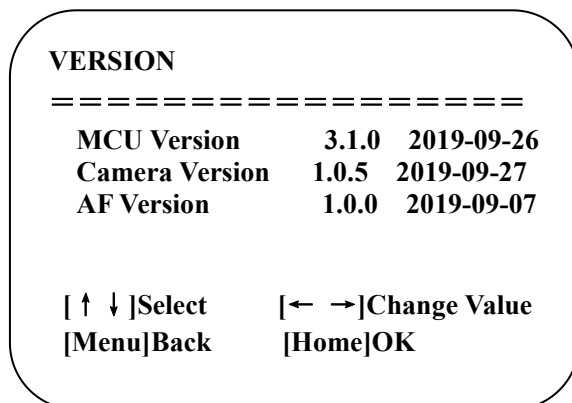 VERSION
=================
MCU Version 3.1.0 2019-09-26
Camera Version 1.0.5 2019-09-27
AF Version 1.0.0 2019-09-07
[↑ ↓]Select [← →]Change Value
[Menu]Back [Home]OK